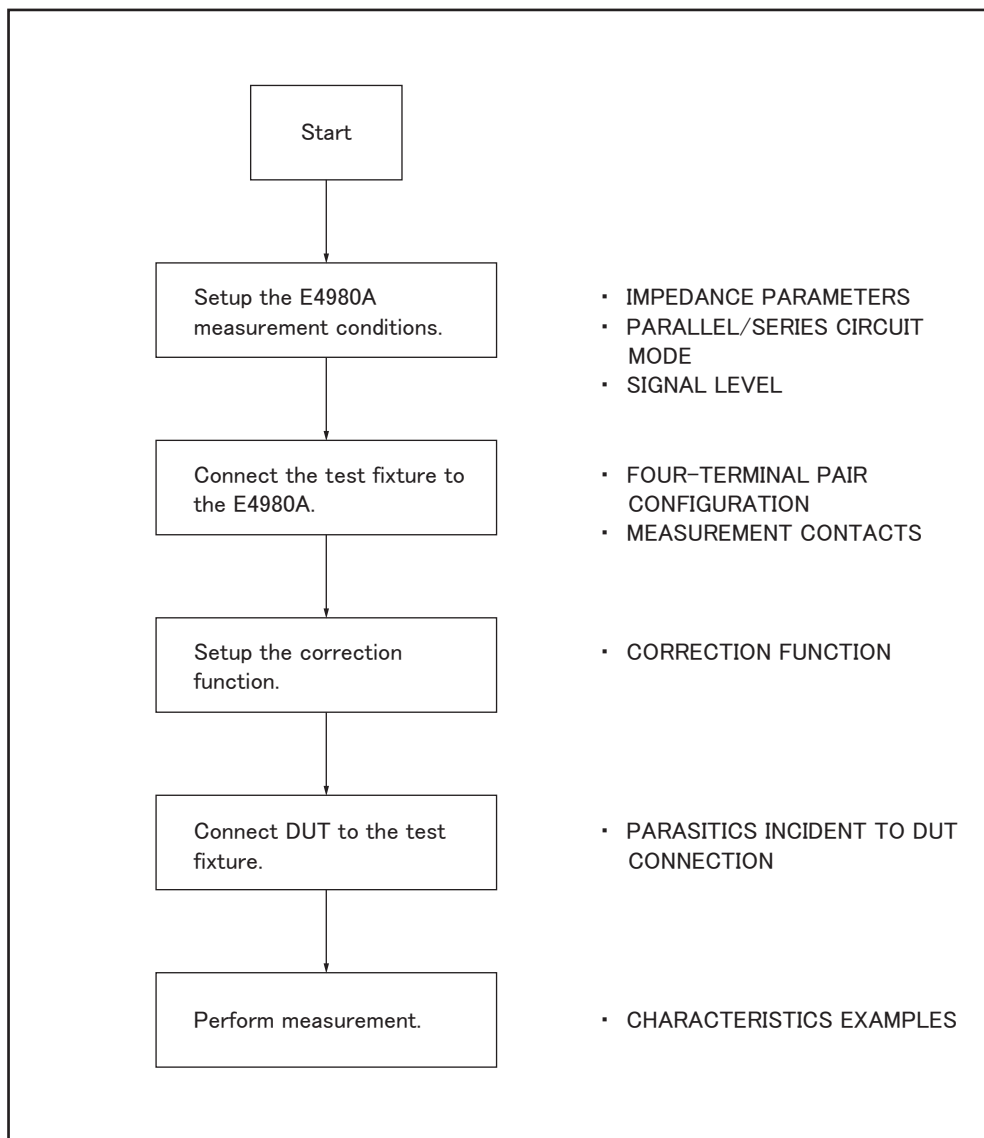 Start
Setup the E4980A
measurement conditions.
・ IMPEDANCE PARAMETERS
・ PARALLEL/SERIES CIRCUIT
MODE
・ SIGNAL LEVEL
Connect the test fixture to
the E4980A.
・ FOUR-TERMINAL PAIR
CONFIGURATION
・ MEASUREMENT CONTACTS
Setup the correction
function.
・ CORRECTION FUNCTION
Connect DUT to the test
fixture.
・ PARASITICS INCIDENT TO DUT
CONNECTION
Perform measurement.
・ CHARACTERISTICS EXAMPLES